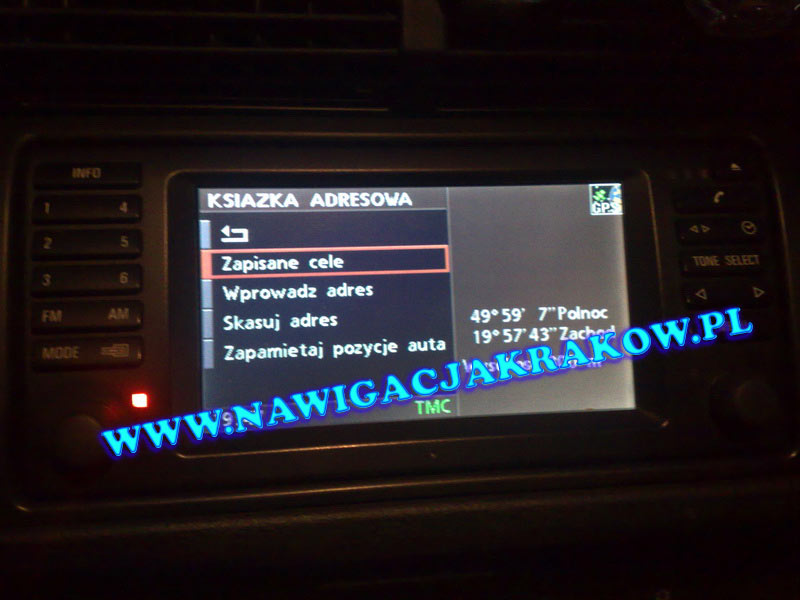 INFO
1 4
2 5
3 6
FM AM
MODE
TONE SELECT
KSIAZKA ADRESOWA
GPS
Zapisane cele
Wprowadz adres
Skasuj adres
Zapamietaj pozycje auta
49°59' 7"Polnoc
19°57'43"Zachod
TMC
WWW.NAWIGACJAKRAKOW.PL